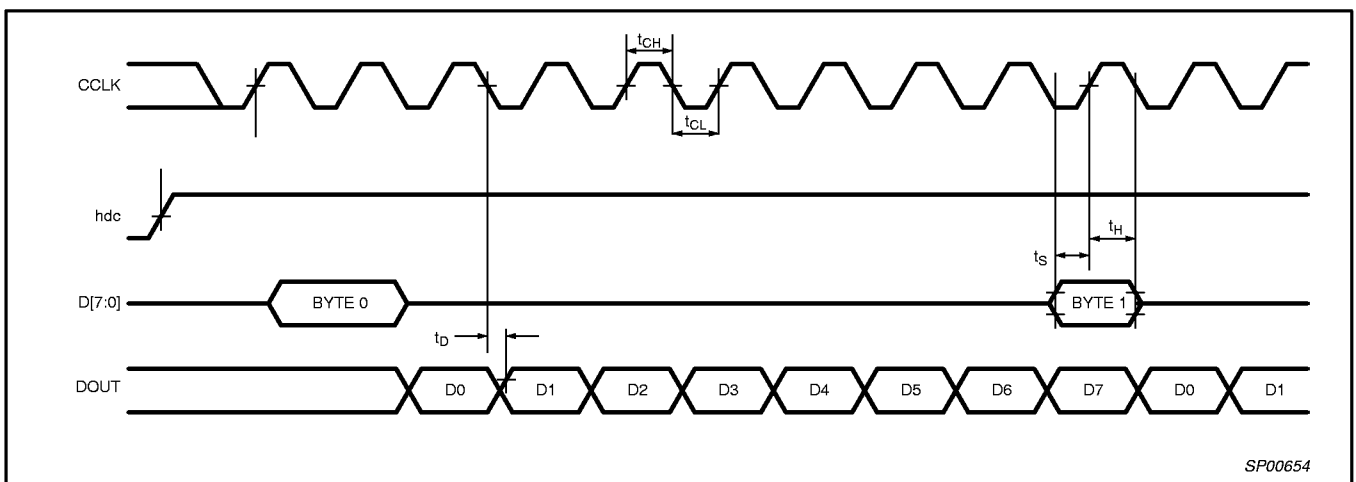 tCH
CCLK
tCL
hdc
tH
tS
D[7:0] BYTE 0 BYTE 1
tD
DOUT D0 D1 D2 D3 D4 D5 D6 D7 D0 D1
SP00654